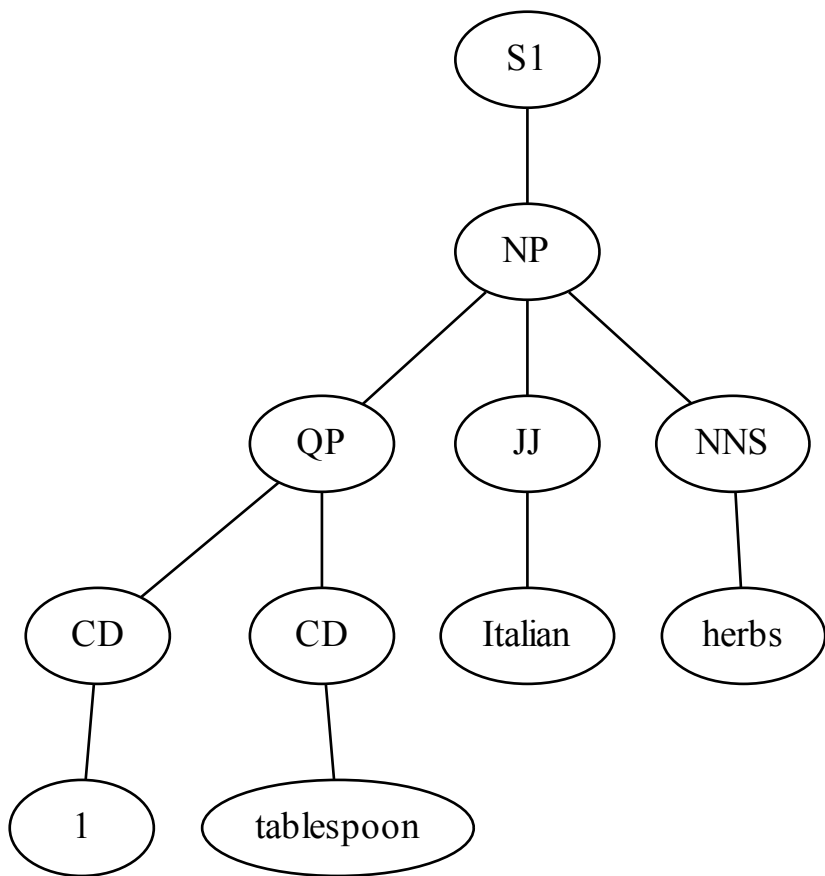 S1
NP
QP JJ NNS
CD CD Italian herbs
1 tablespoon